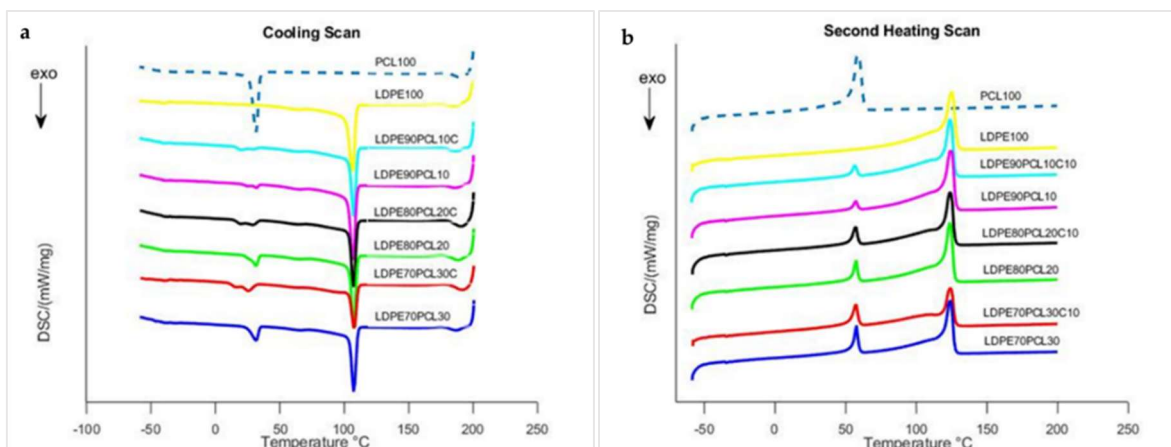 a
Cooling Scan
exo
PCL100
LDPE100
LDPE90PCL10C
LDPE90PCL10
LDPE80PCL20C
LDPE80PCL20
LDPE70PCL30C
LDPE70PCL30
DSC/(mW/mg)
-100 -50 0 50 100 150 200 250
Temperature °C
b
Second Heating Scan
exo
PCL100
LDPE100
LDPE90PCL10C10
LDPE90PCL10
LDPE80PCL20C10
LDPE80PCL20
LDPE70PCL30C10
LDPE70PCL30
DSC/(mW/mg)
-50 0 50 100 150 200 250
Temperature °C